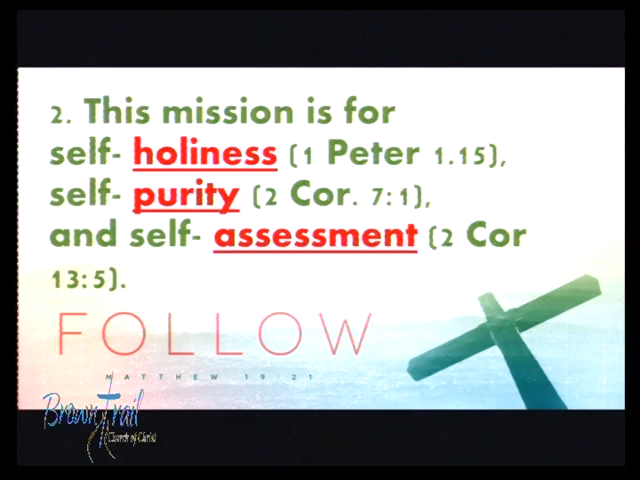 2. This mission is for
self- holiness (1 Peter 1.15),
self- purity (2 Cor. 7:1),
and self- assessment (2 Cor
13:5).
FOLLOW
MATTHEW 19:21
Brown Trail
Church of Christ